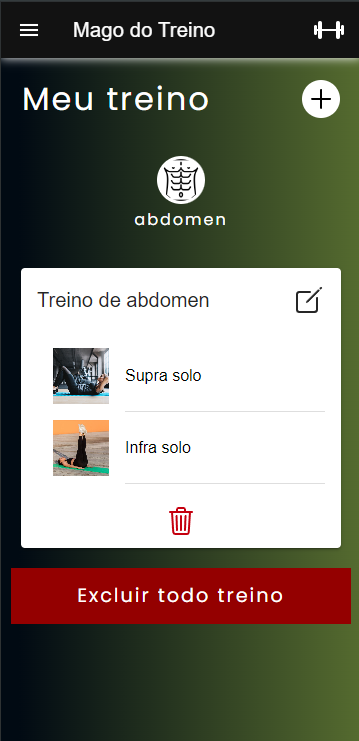 Mago do Treino
Meu treino
abdomen
Treino de abdomen
Supra solo
Infra solo
Excluir todo treino